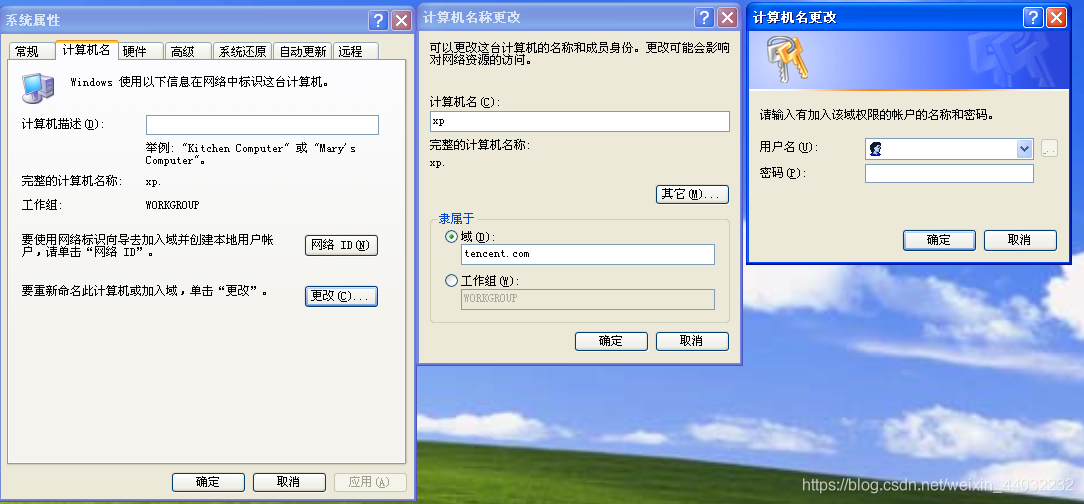 系统属性
常规 计算机名 硬件 高级 系统还原 自动更新 远程
Windows 使用以下信息在网络中标识这台计算机。
计算机描述(D):
举例: "Kitchen Computer" 或 "Mary's
Computer"。
完整的计算机名称: xp.
工作组: WORKGROUP
要使用网络标识向导去加入域并创建本地用户帐
户，请单击“网络 ID”。
网络 ID(N)
要重新命名此计算机或加入域，单击“更改”。
更改(C)...
确定 取消 应用(A)
计算机名称更改
可以更改这台计算机的名称和成员身份。更改可能会影响
对网络资源的访问。
计算机名(C):
xp
完整的计算机名称:
xp.
其它(M)...
隶属于
域(D):
tencent.com
工作组(W):
WORKGROUP
确定 取消
计算机名更改
请输入有加入该域权限的帐户的名称和密码。
用户名(U):
密码(P):
确定 取消
https://blog.csdn.net/weixin_44032232